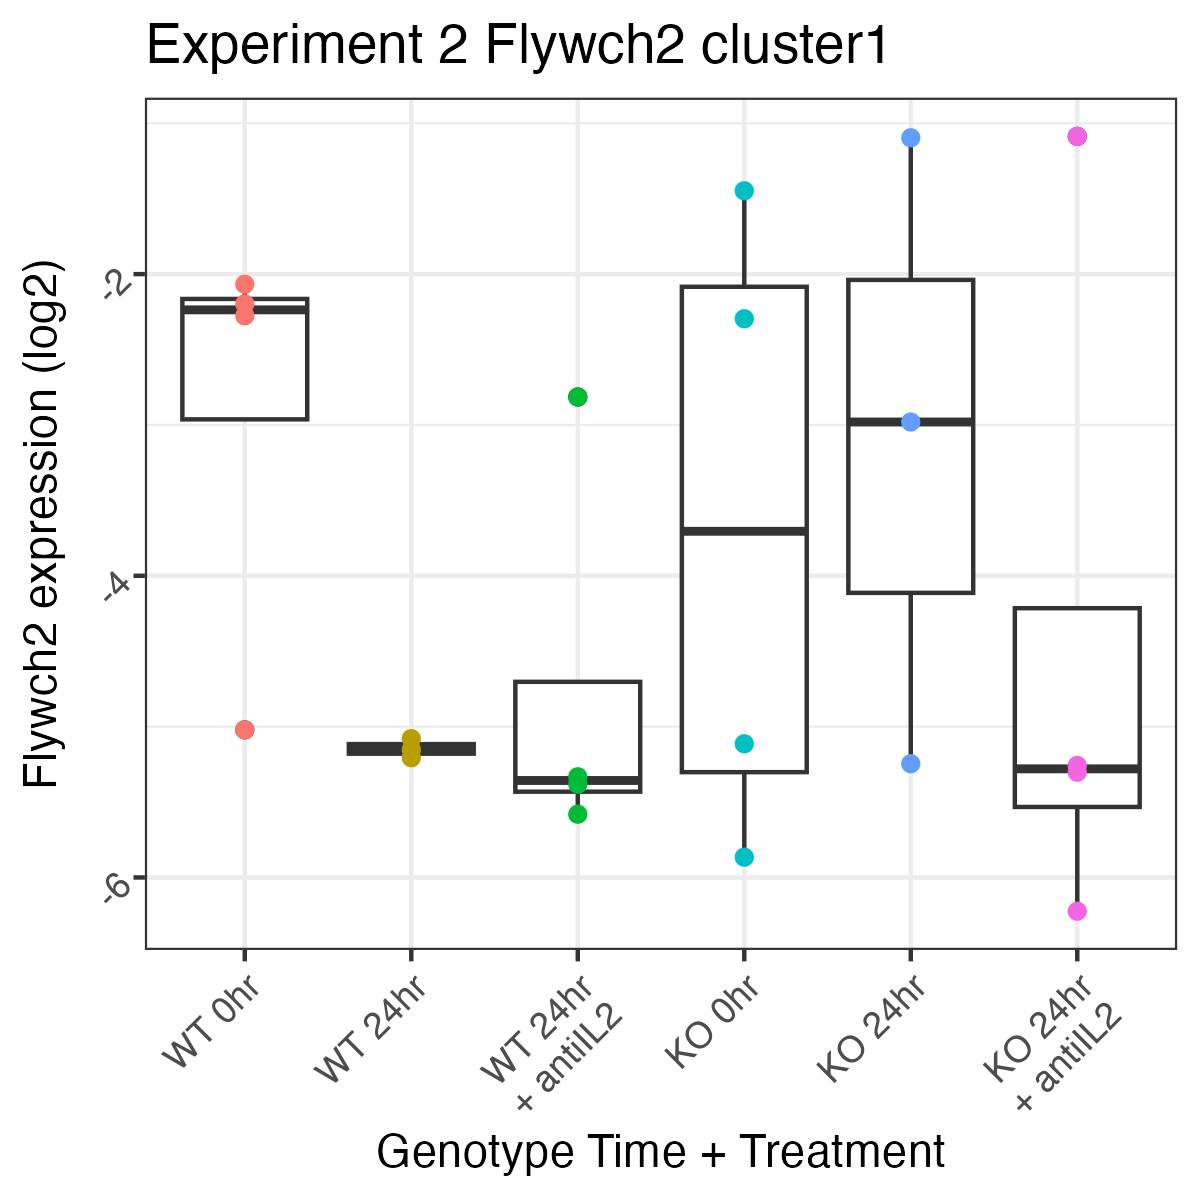 Experiment 2 Flywch2 cluster1
Flywch2 expression (log2)
-2
-4
-6
WT 0hr
WT 24hr
WT 24hr
+ antiIL2
KO 0hr
KO 24hr
KO 24hr
+ antiIL2
Genotype Time + Treatment